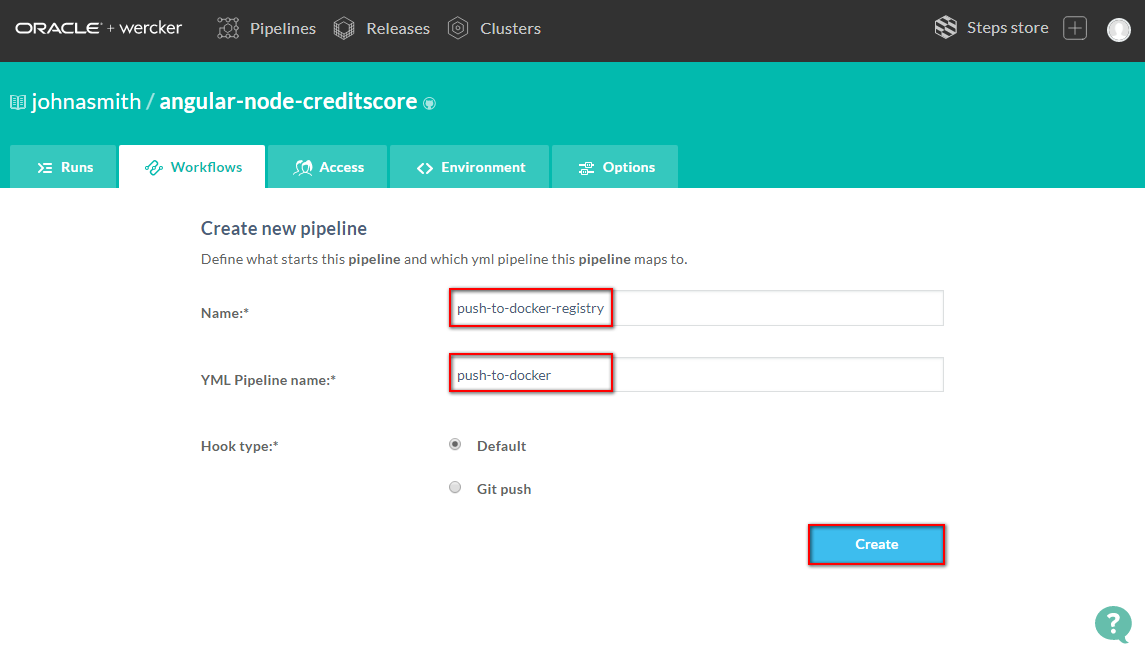 ORACLE + wercker Pipelines Releases Clusters Steps store
johnasmith / angular-node-creditscore
Runs Workflows Access Environment Options
Create new pipeline
Define what starts this pipeline and which yml pipeline this pipeline maps to.
Name:* push-to-docker-registry
YML Pipeline name:* push-to-docker
Hook type:* Default
Git push
Create
?